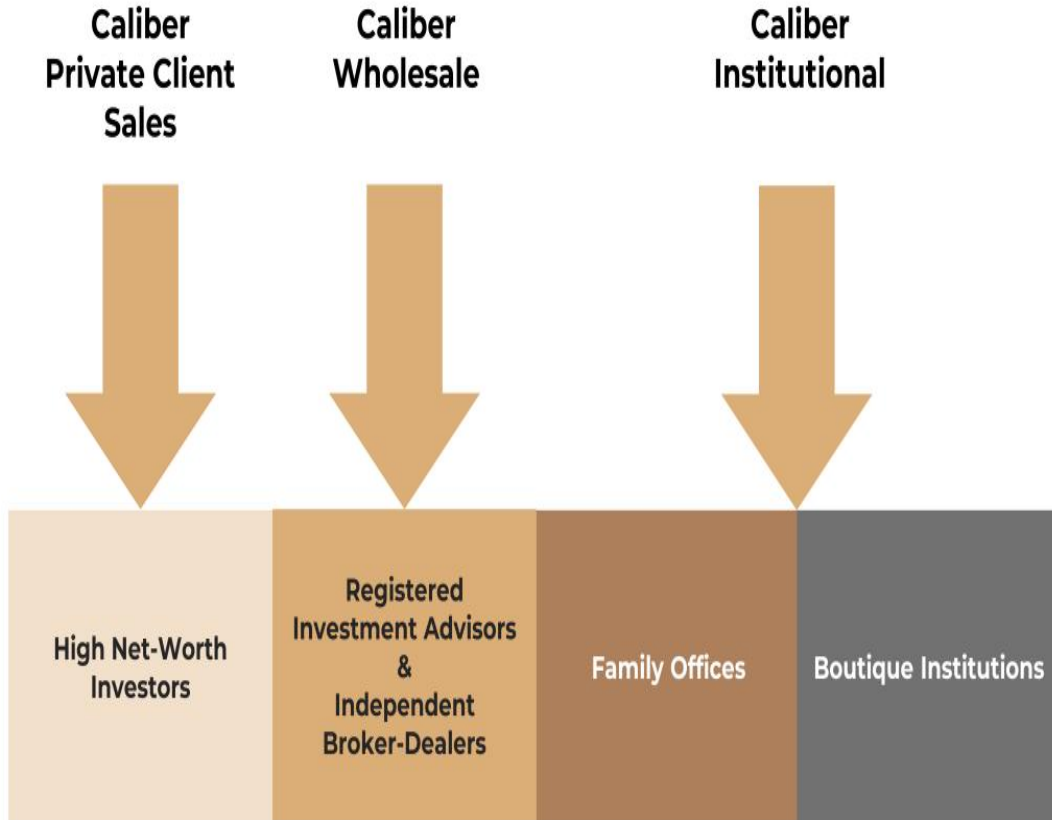 Caliber
Private Client
Sales
Caliber
Wholesale
Caliber
Institutional
High Net-Worth
Investors
Registered
Investment Advisors
&
Independent
Broker-Dealers
Family Offices
Boutique Institutions